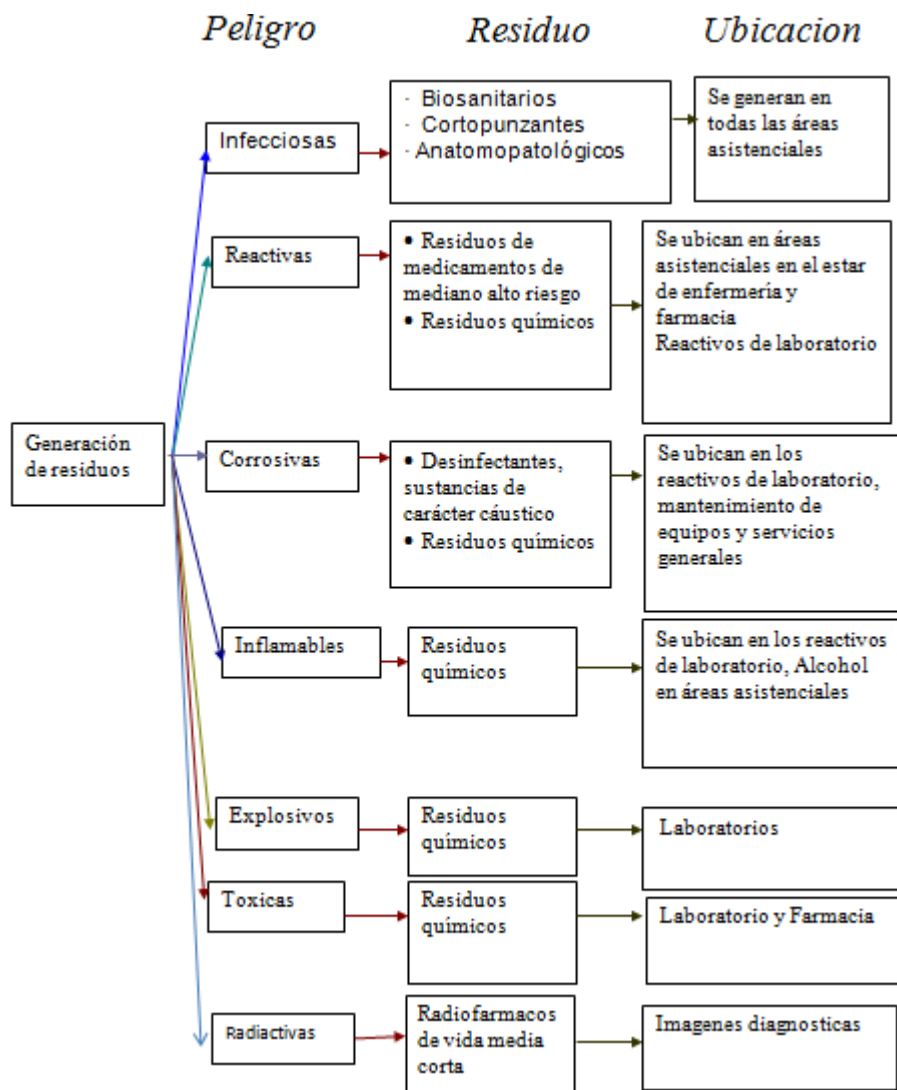 Peligro
Residuo
Ubicacion
Generación
de residuos
Infecciosas
- Biosanitarios
- Cortopunzantes
- Anatomopatológicos
Se generan en
todas las áreas
asistenciales
Reactivas
• Residuos de
medicamentos de
mediano alto riesgo
• Residuos químicos
Se ubican en áreas
asistenciales en el estar
de enfermería y
farmacia
Reactivos de laboratorio
Corrosivas
• Desinfectantes,
sustancias de
carácter cáustico
• Residuos químicos
Se ubican en los
reactivos de laboratorio,
mantenimiento de
equipos y servicios
generales
Inflamables
Residuos
químicos
Se ubican en los reactivos
de laboratorio, Alcohol
en áreas asistenciales
Explosivos
Residuos
químicos
Laboratorios
Toxicas
Residuos
químicos
Laboratorio y Farmacia
Radiactivas
Radiofarmacos
de vida media
corta
Imagenes diagnosticas